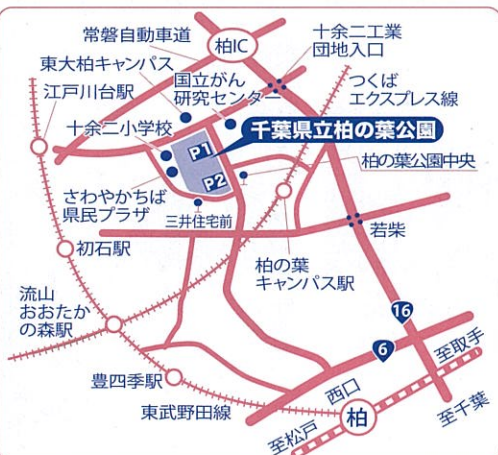 常磐自動車道
柏IC
十余二工業
団地入口
東大柏キャンパス
国立がん
研究センター
つくば
エクスプレス線
江戸川台駅
十余二小学校
千葉県立柏の葉公園
P1
P2
柏の葉公園中央
さわやかちば
県民プラザ
三井住宅前
若柴
初石駅
柏の葉
キャンパス駅
流山
おおたか
の森駅
16
6
至取手
豊四季駅
西口
東武野田線
柏
至千葉
至松戸